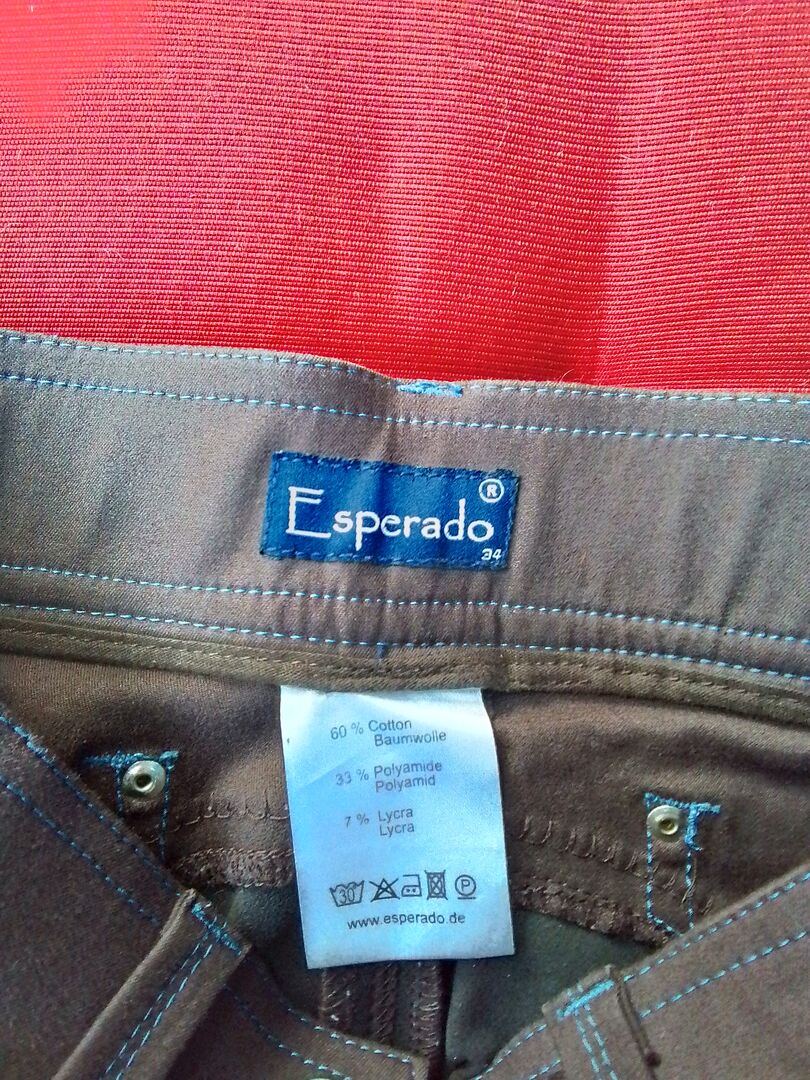 Esperado ®
34
60 % Cotton
Baumwolle
33 % Polyamide
Polyamid
7 % Lycra
Lycra
30 P
www.esperado.de